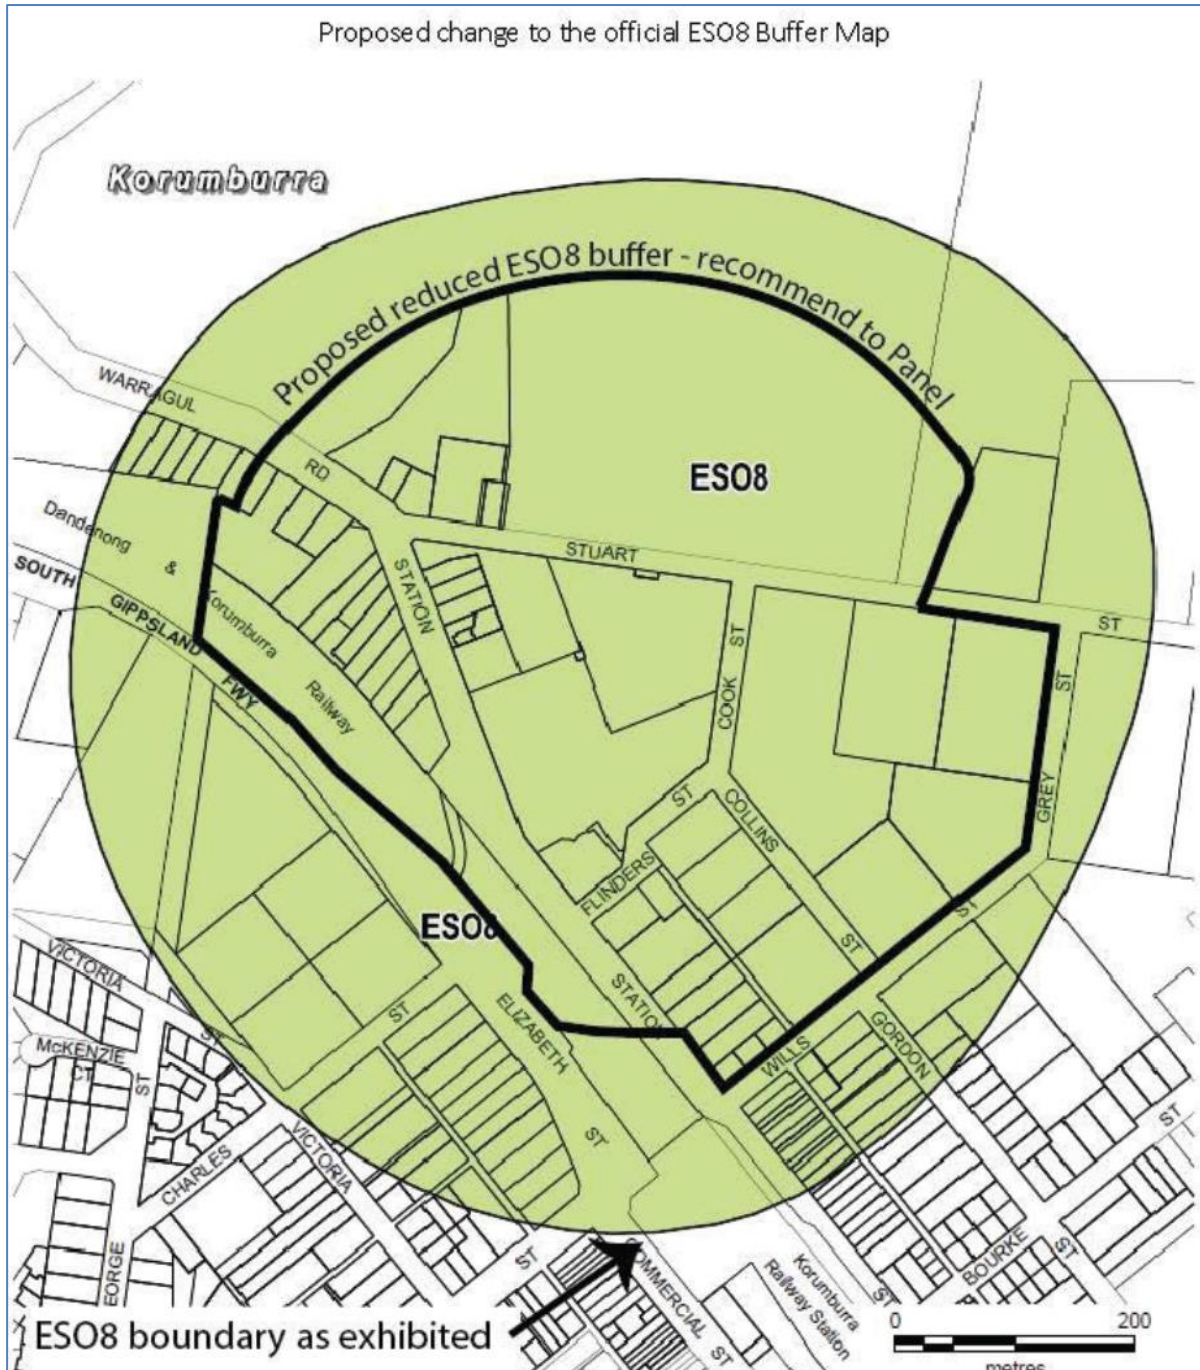 Proposed change to the official ESO8 Buffer Map
Korumburra
Proposed reduced ESO8 buffer - recommend to Panel
WARRAGUL
RD
ESO8
Dandenong
&
Korumburra
Railway
SOUTH
GIPPSLAND
FWY
STATION
STUART
ST
ST
COOK
ST
GREY
ST
COLLINS
ST
FLINDERS
ST
ST
ESO8
STATION
ELIZABETH
ST
ST
WILLS
GORDON
VICTORIA
ST
McKENZIE
CT
ST
CHARLES
VICTORIA
ST
EORGE
COMMERCIAL
ST
Korumburra
Railway Station
ST
BOURKE
ST
ST
ESO8 boundary as exhibited
0 200
metres